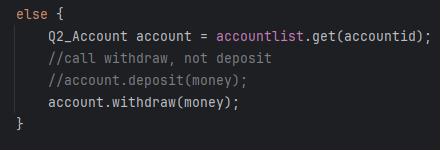 else {
    Q2_Account account = accountlist.get(accountid);
    //call withdraw, not deposit
    //account.deposit(money);
    account.withdraw(money);
}